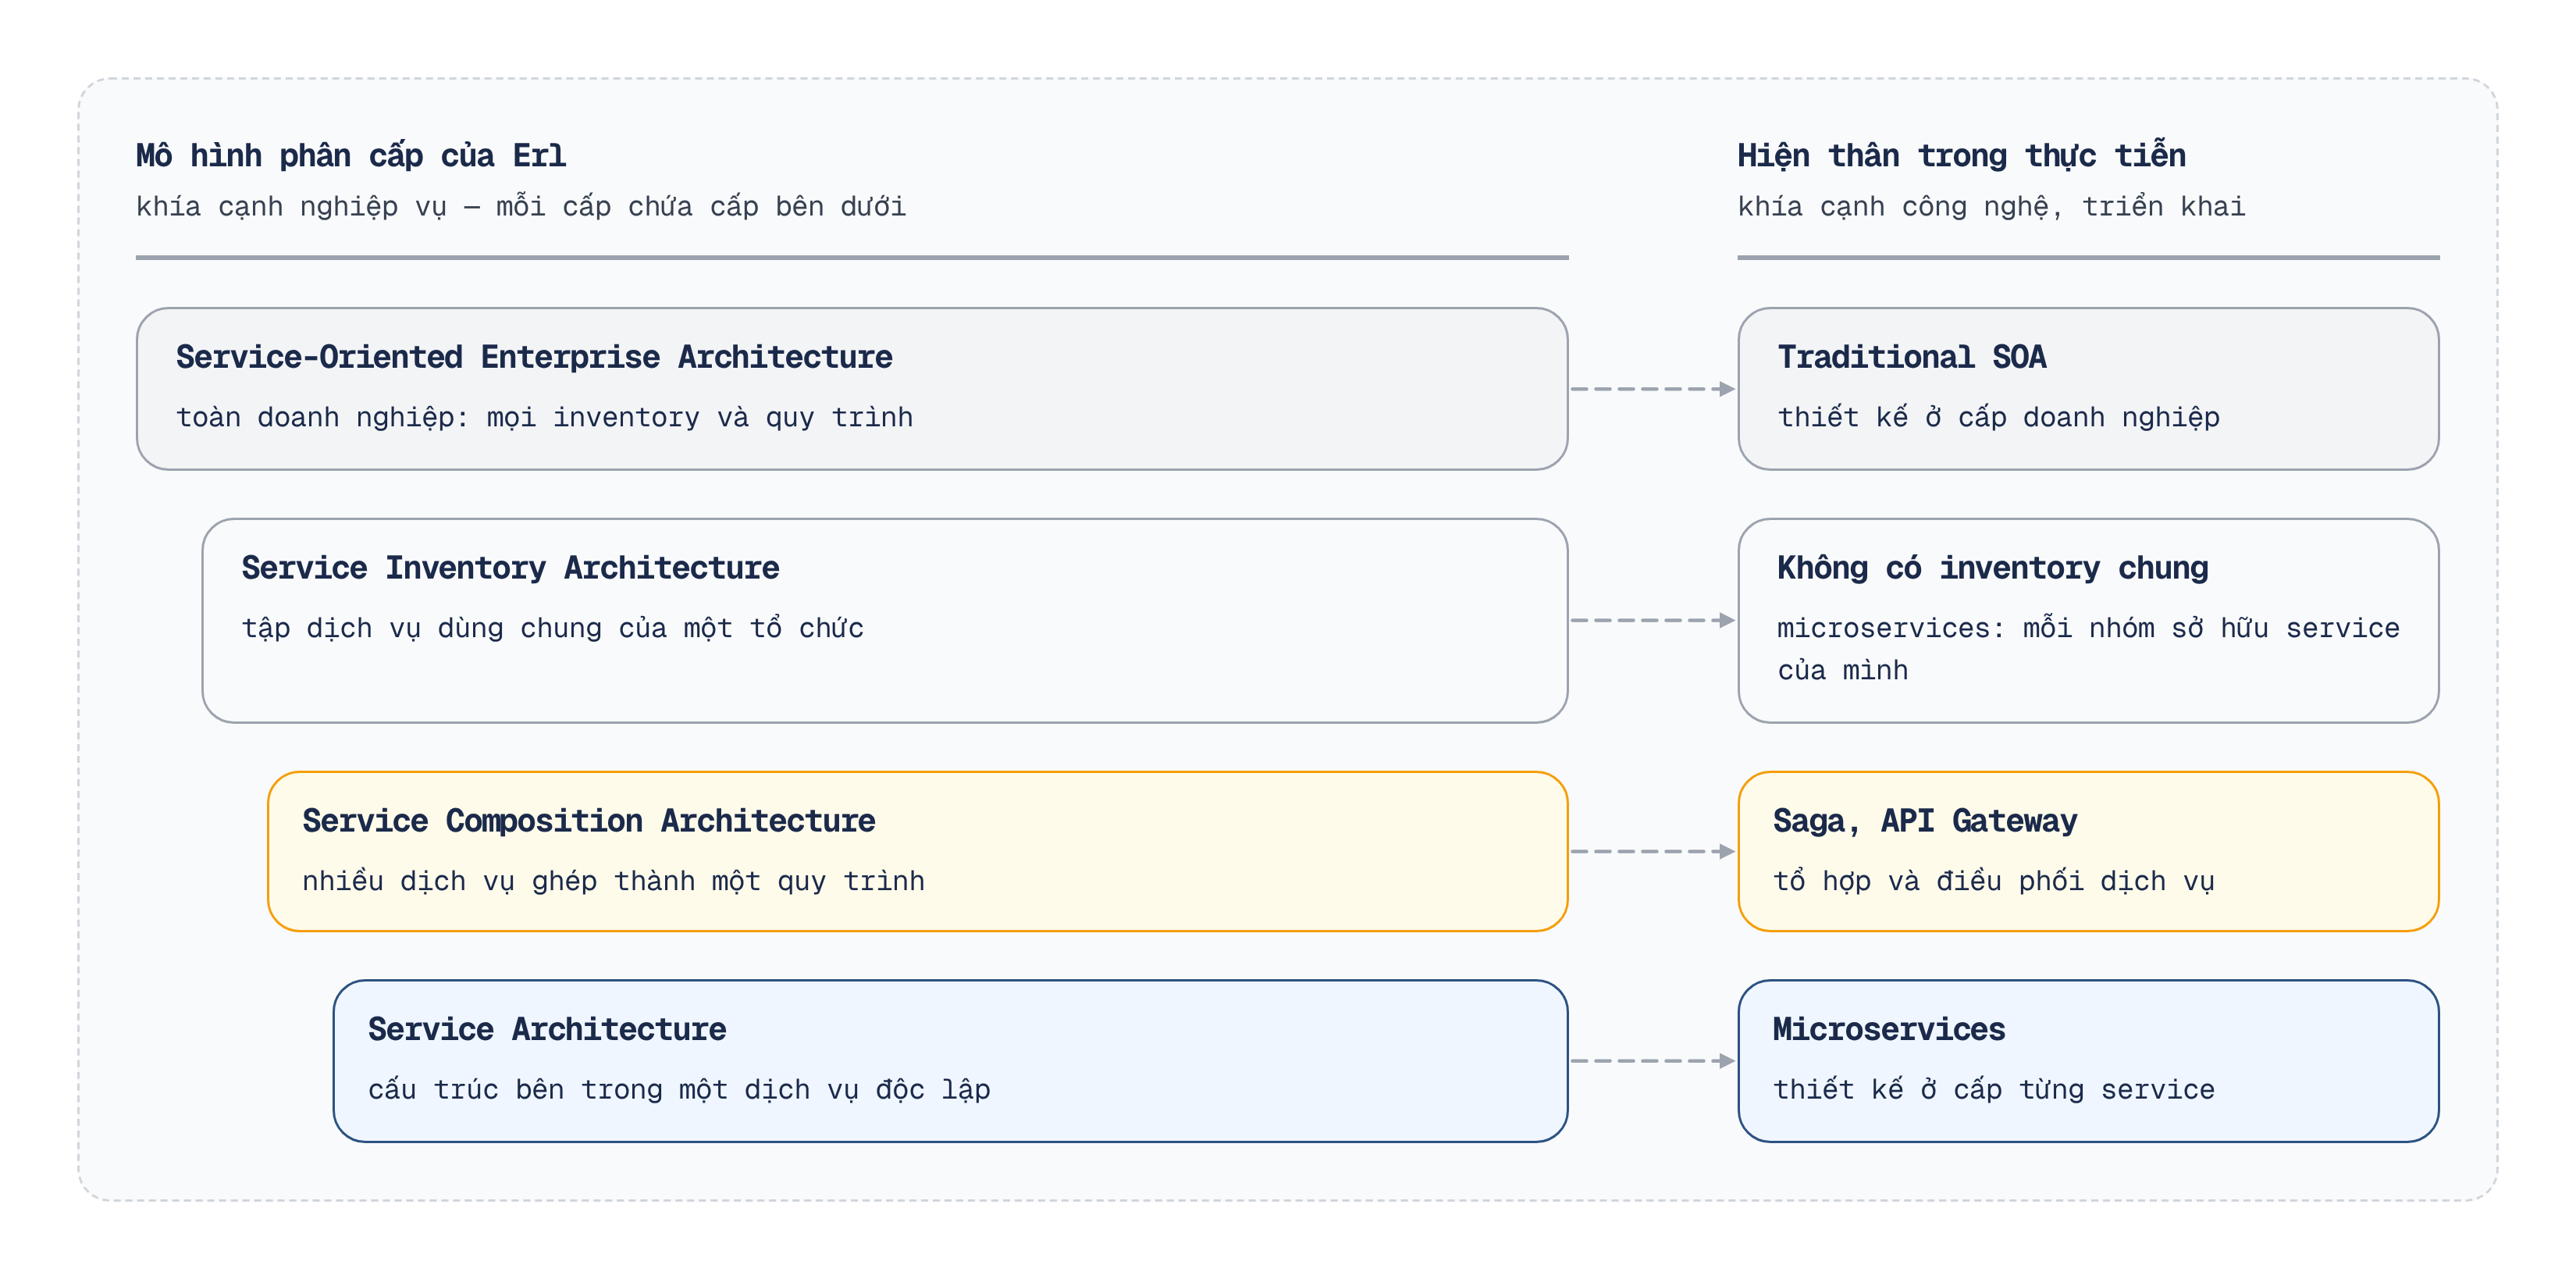 Mô hình phân cấp của Erl
khía cạnh nghiệp vụ — mỗi cấp chứa cấp bên dưới
Hiện thân trong thực tiễn
khía cạnh công nghệ, triển khai
Service-Oriented Enterprise Architecture
toàn doanh nghiệp: mọi inventory và quy trình
Traditional SOA
thiết kế ở cấp doanh nghiệp
Service Inventory Architecture
tập dịch vụ dùng chung của một tổ chức
Không có inventory chung
microservices: mỗi nhóm sở hữu service
của mình
Service Composition Architecture
nhiều dịch vụ ghép thành một quy trình
Saga, API Gateway
tổ hợp và điều phối dịch vụ
Service Architecture
cấu trúc bên trong một dịch vụ độc lập
Microservices
thiết kế ở cấp từng service